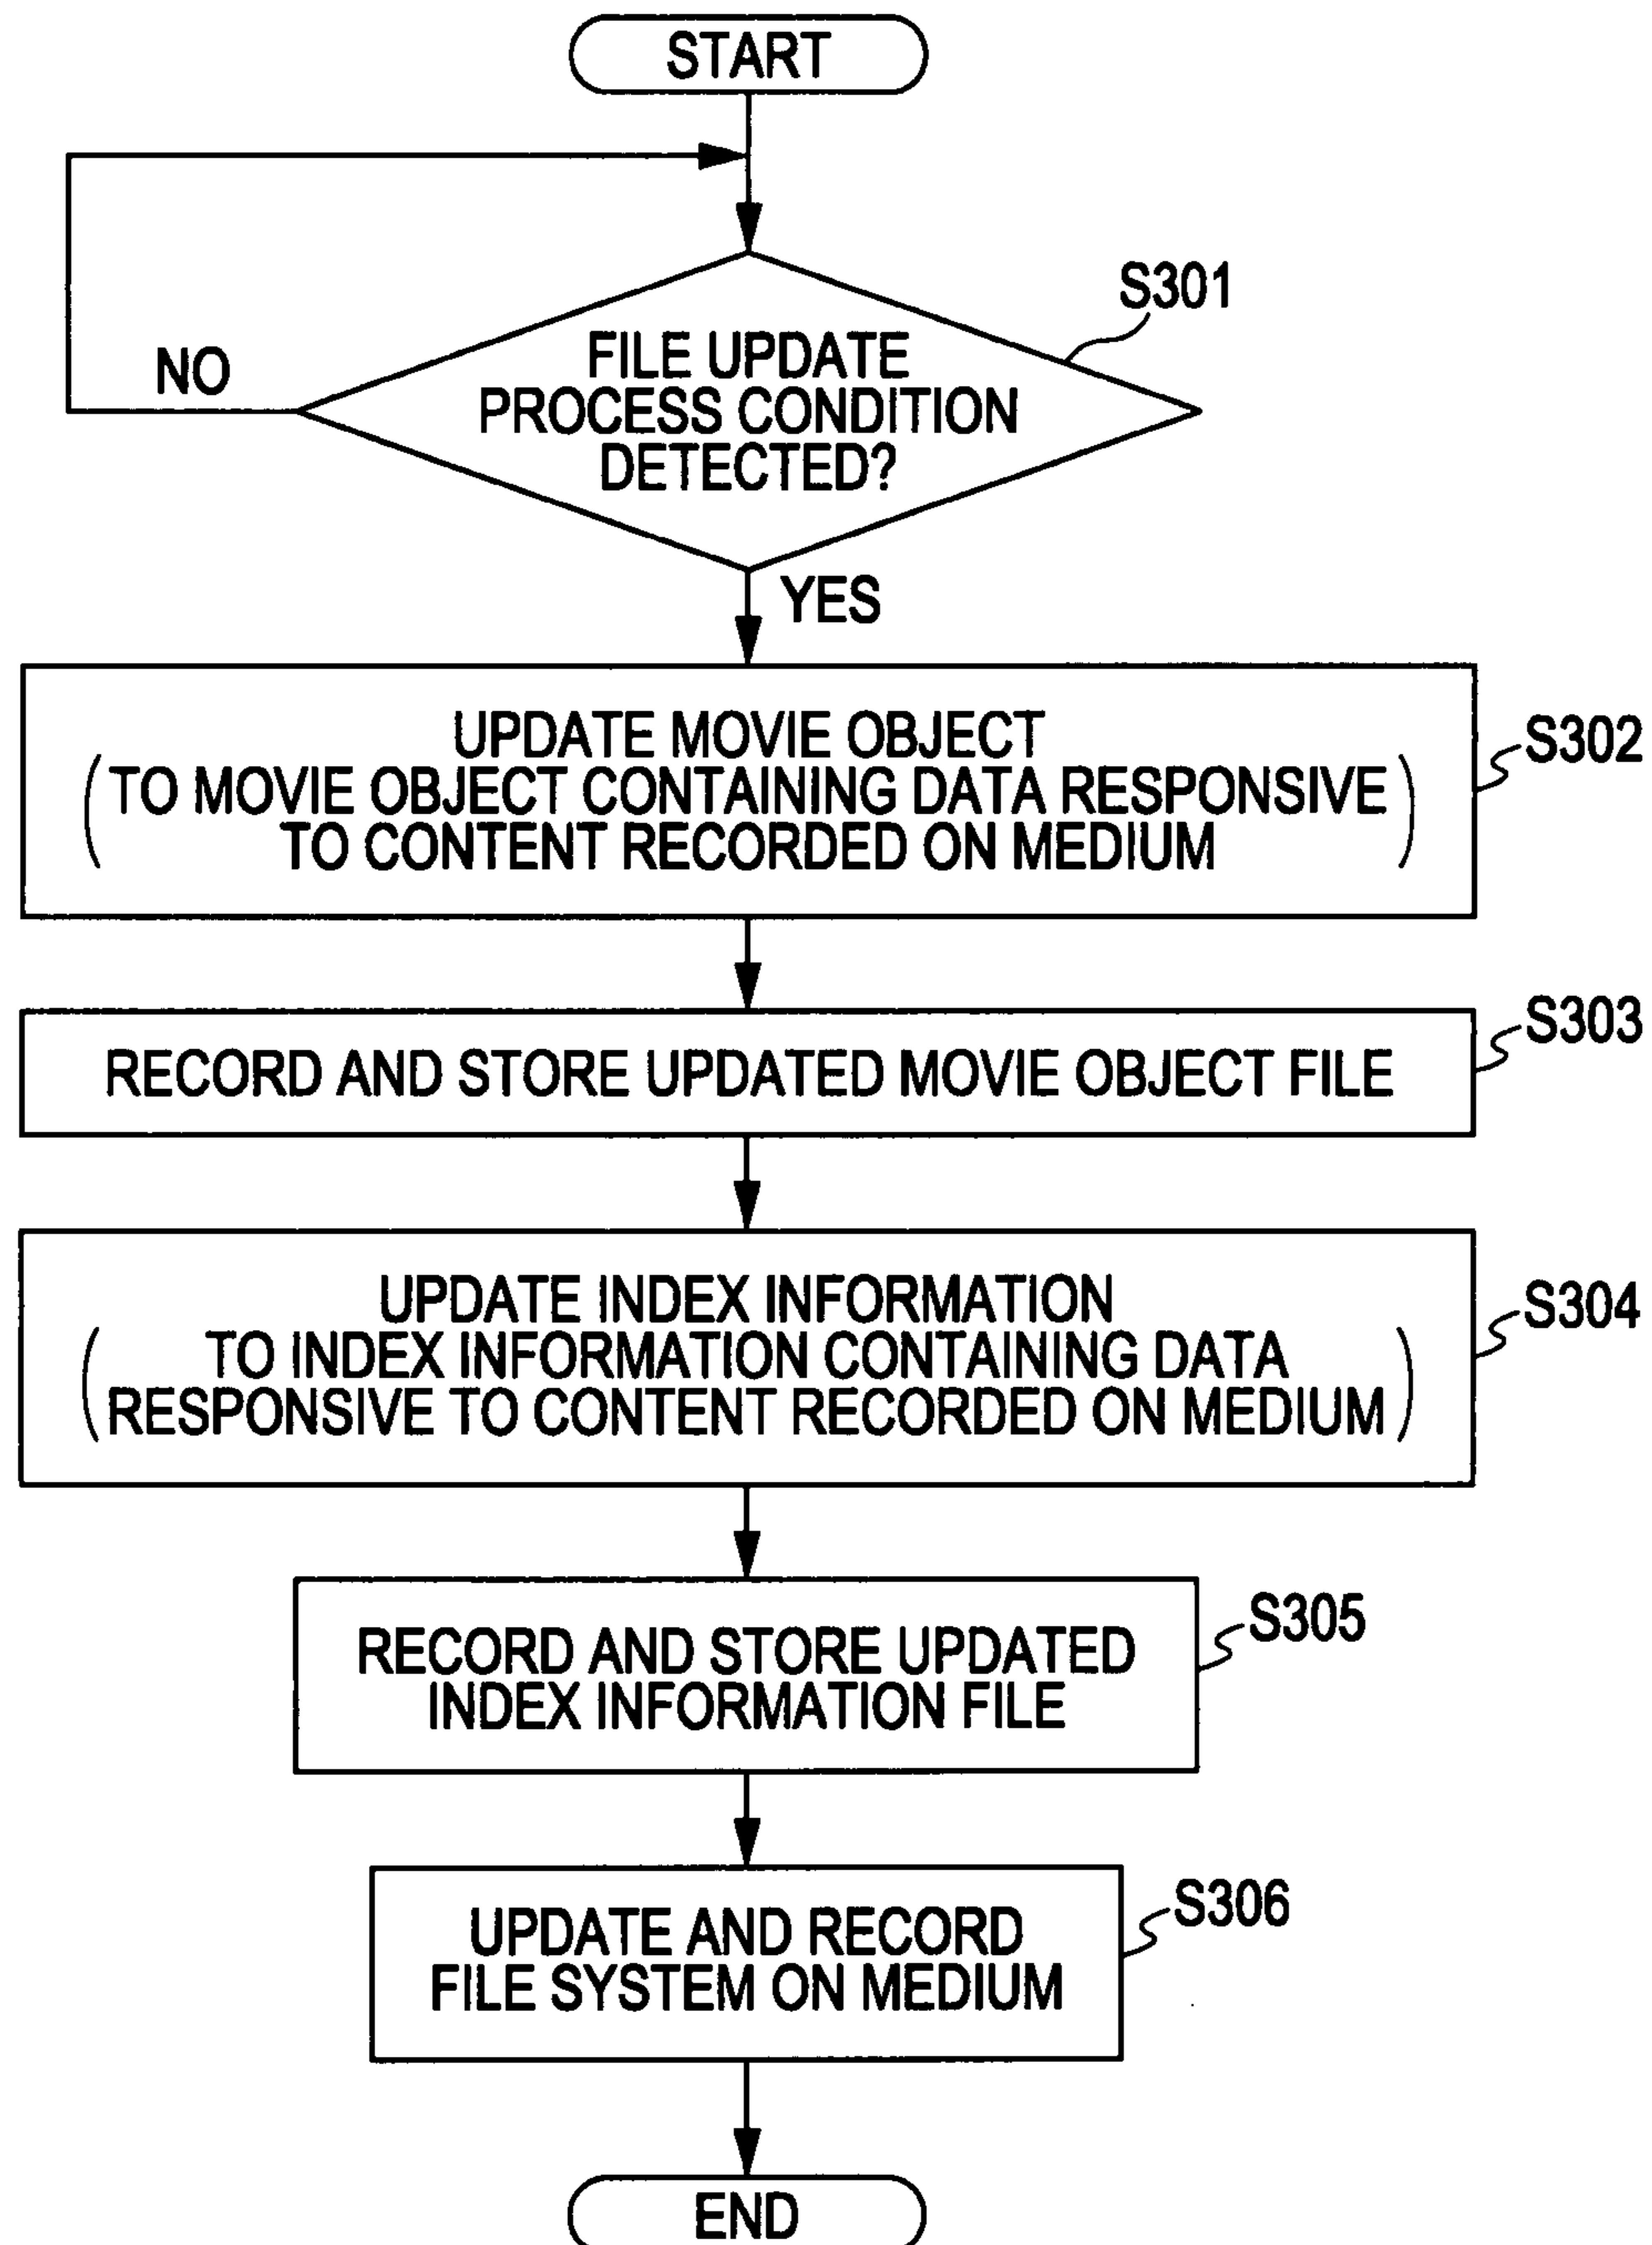 START
S301
FILE UPDATE
PROCESS CONDITION
DETECTED?
NO
YES
UPDATE MOVIE OBJECT
(TO MOVIE OBJECT CONTAINING DATA RESPONSIVE
TO CONTENT RECORDED ON MEDIUM)
S302
RECORD AND STORE UPDATED MOVIE OBJECT FILE
S303
UPDATE INDEX INFORMATION
(TO INDEX INFORMATION CONTAINING DATA
RESPONSIVE TO CONTENT RECORDED ON MEDIUM)
S304
RECORD AND STORE UPDATED
INDEX INFORMATION FILE
S305
UPDATE AND RECORD
FILE SYSTEM ON MEDIUM
S306
END